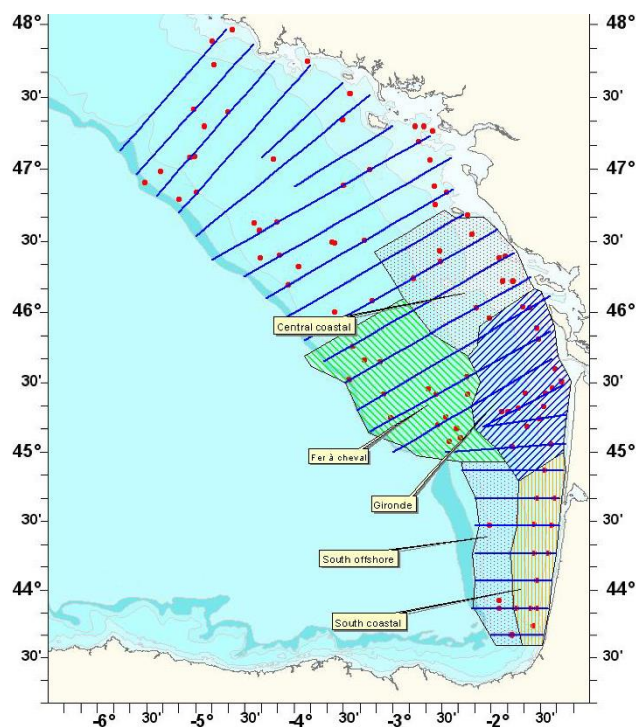 48° 48°
30' 30'
47° 47°
30' 30'
46° 46°
Central coastal
30' 30'
Fer à cheval
45° 45°
Gironde
30' 30'
South offshore
44° 44°
South coastal
30' 30'
-6° 30' -5° 30' -4° 30' -3° 30' -2° 30'